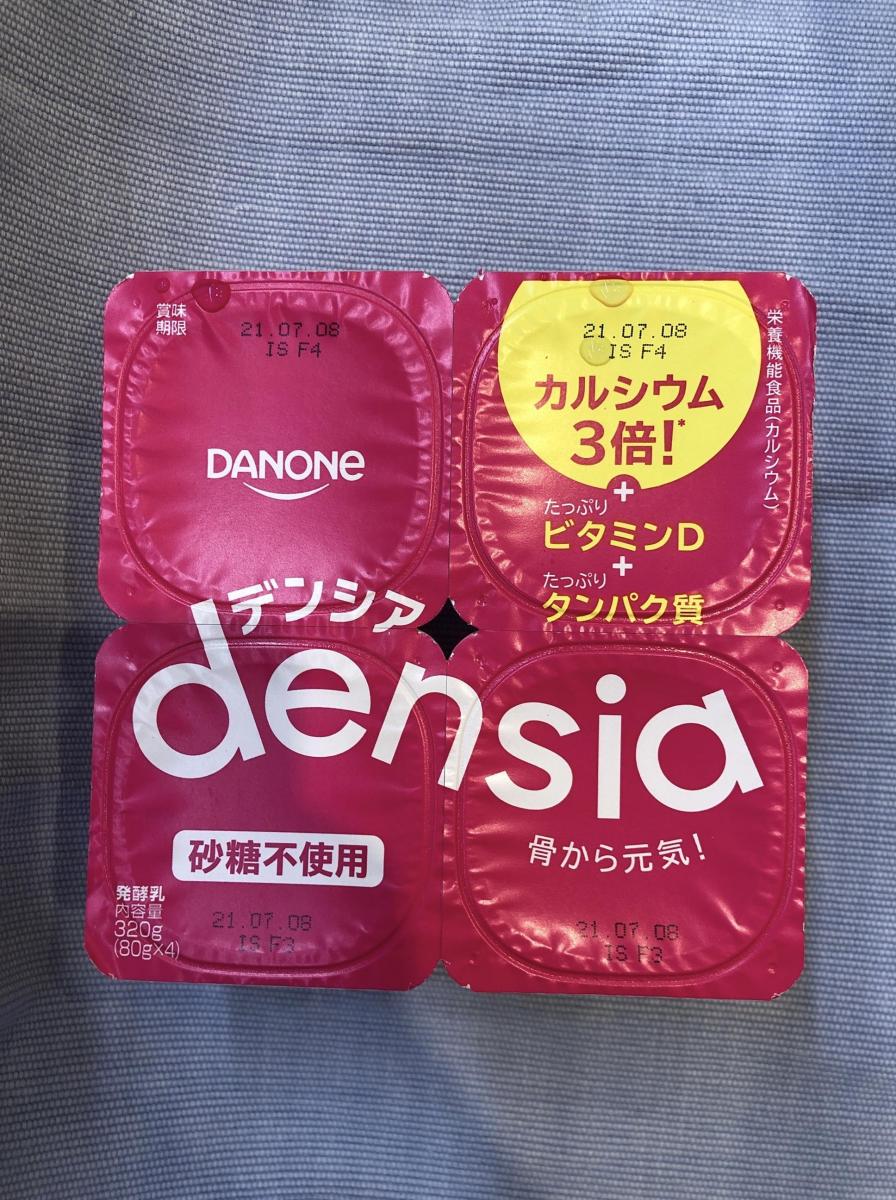 賞味
期限
21.07.08
IS F4
DANONE
21.07.08
IS F4
カルシウム
3倍!*
+
たっぷり
ビタミンD
+
たっぷり
タンパク質
栄養機能食品(カルシウム)
デンシア
densia
砂糖不使用
骨から元気!
発酵乳
内容量
320g
(80g×4)
21.07.08
IS F3
21.07.08
IS F3